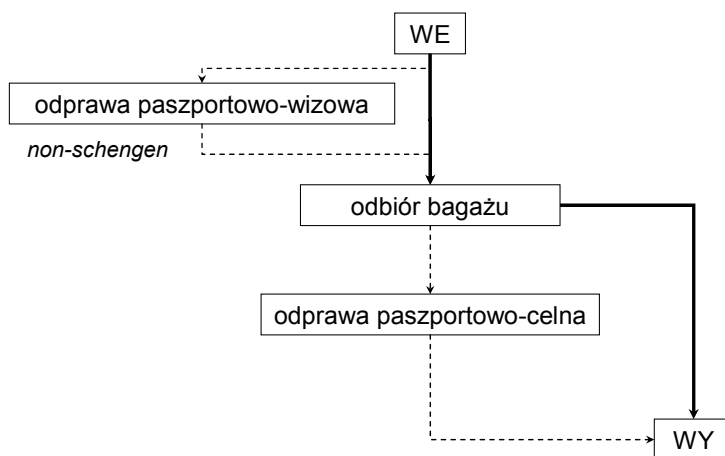 WE
odprawa paszportowo-wizowa
non-schengen
odbiór bagażu
odprawa paszportowo-celna
WY